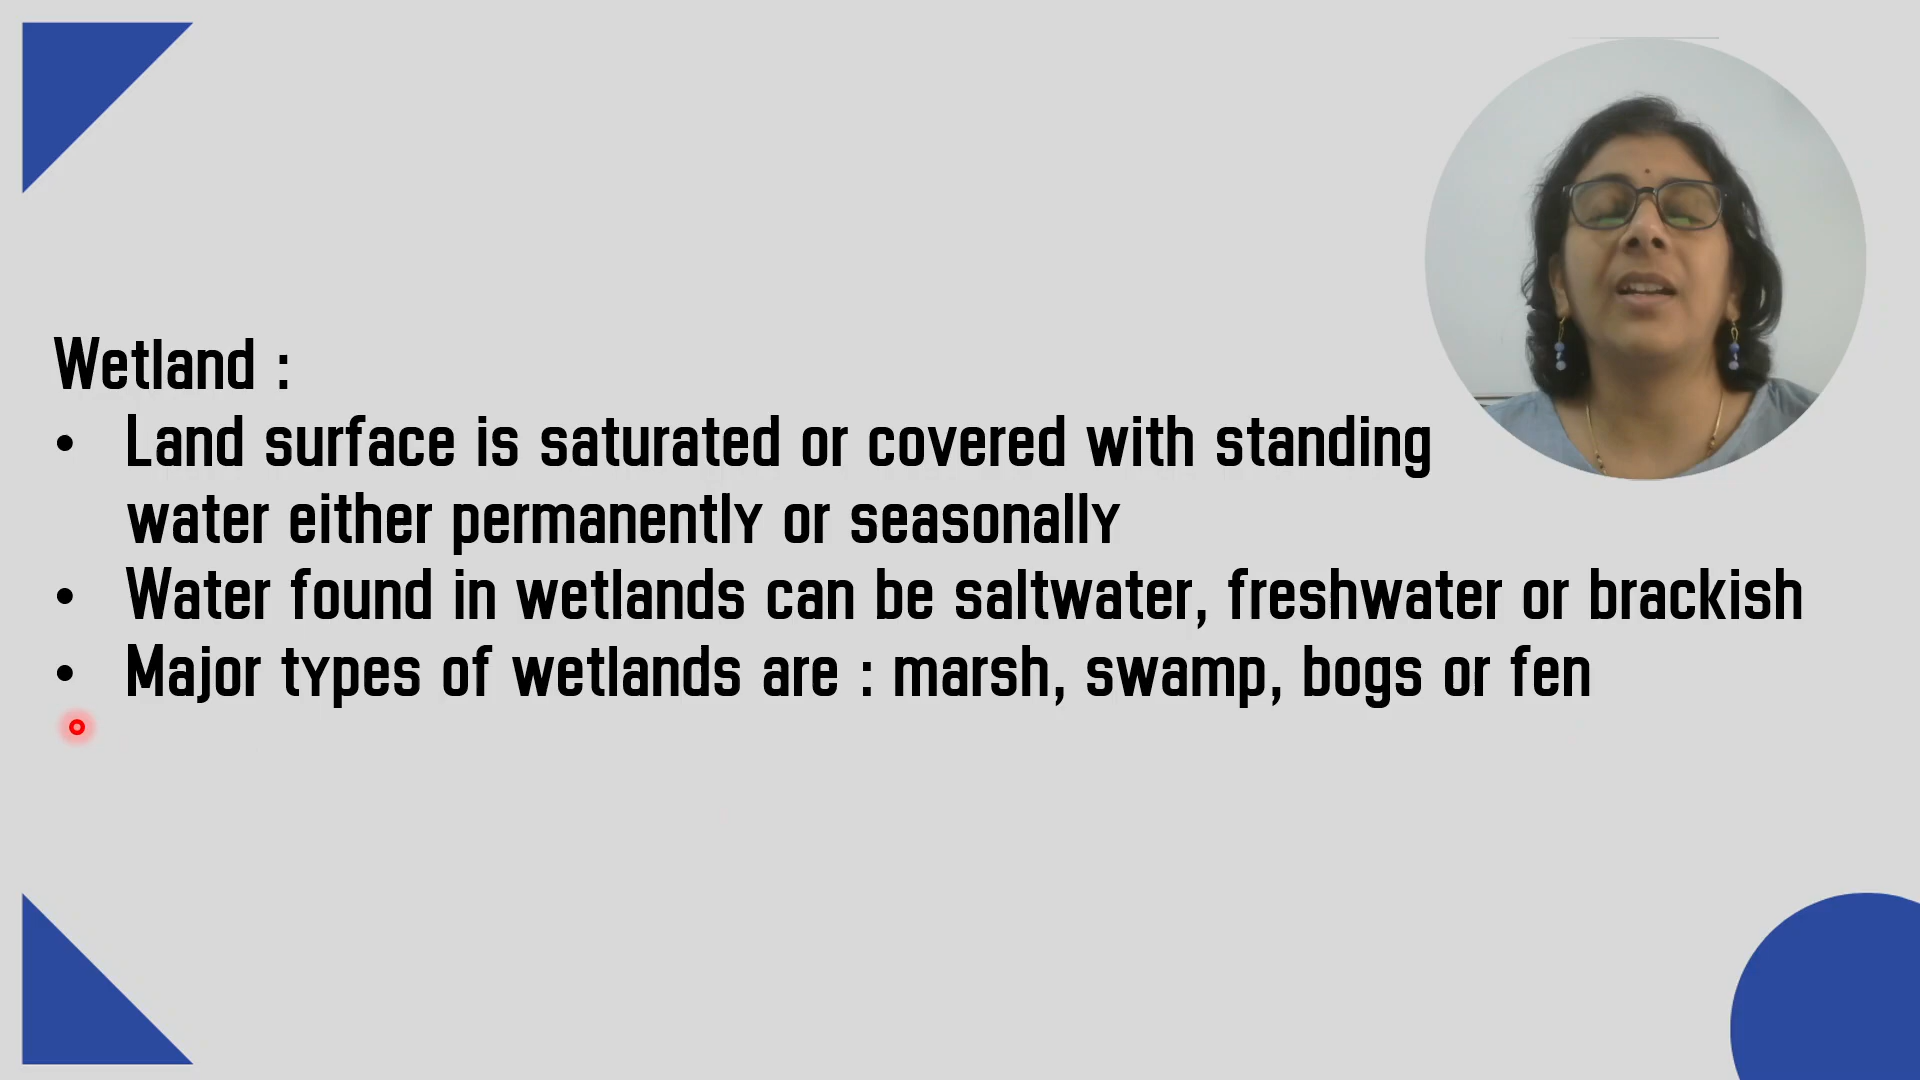 Wetland :
• Land surface is saturated or covered with standing
water either permanently or seasonally
• Water found in wetlands can be saltwater, freshwater or brackish
• Major types of wetlands are : marsh, swamp, bogs or fen